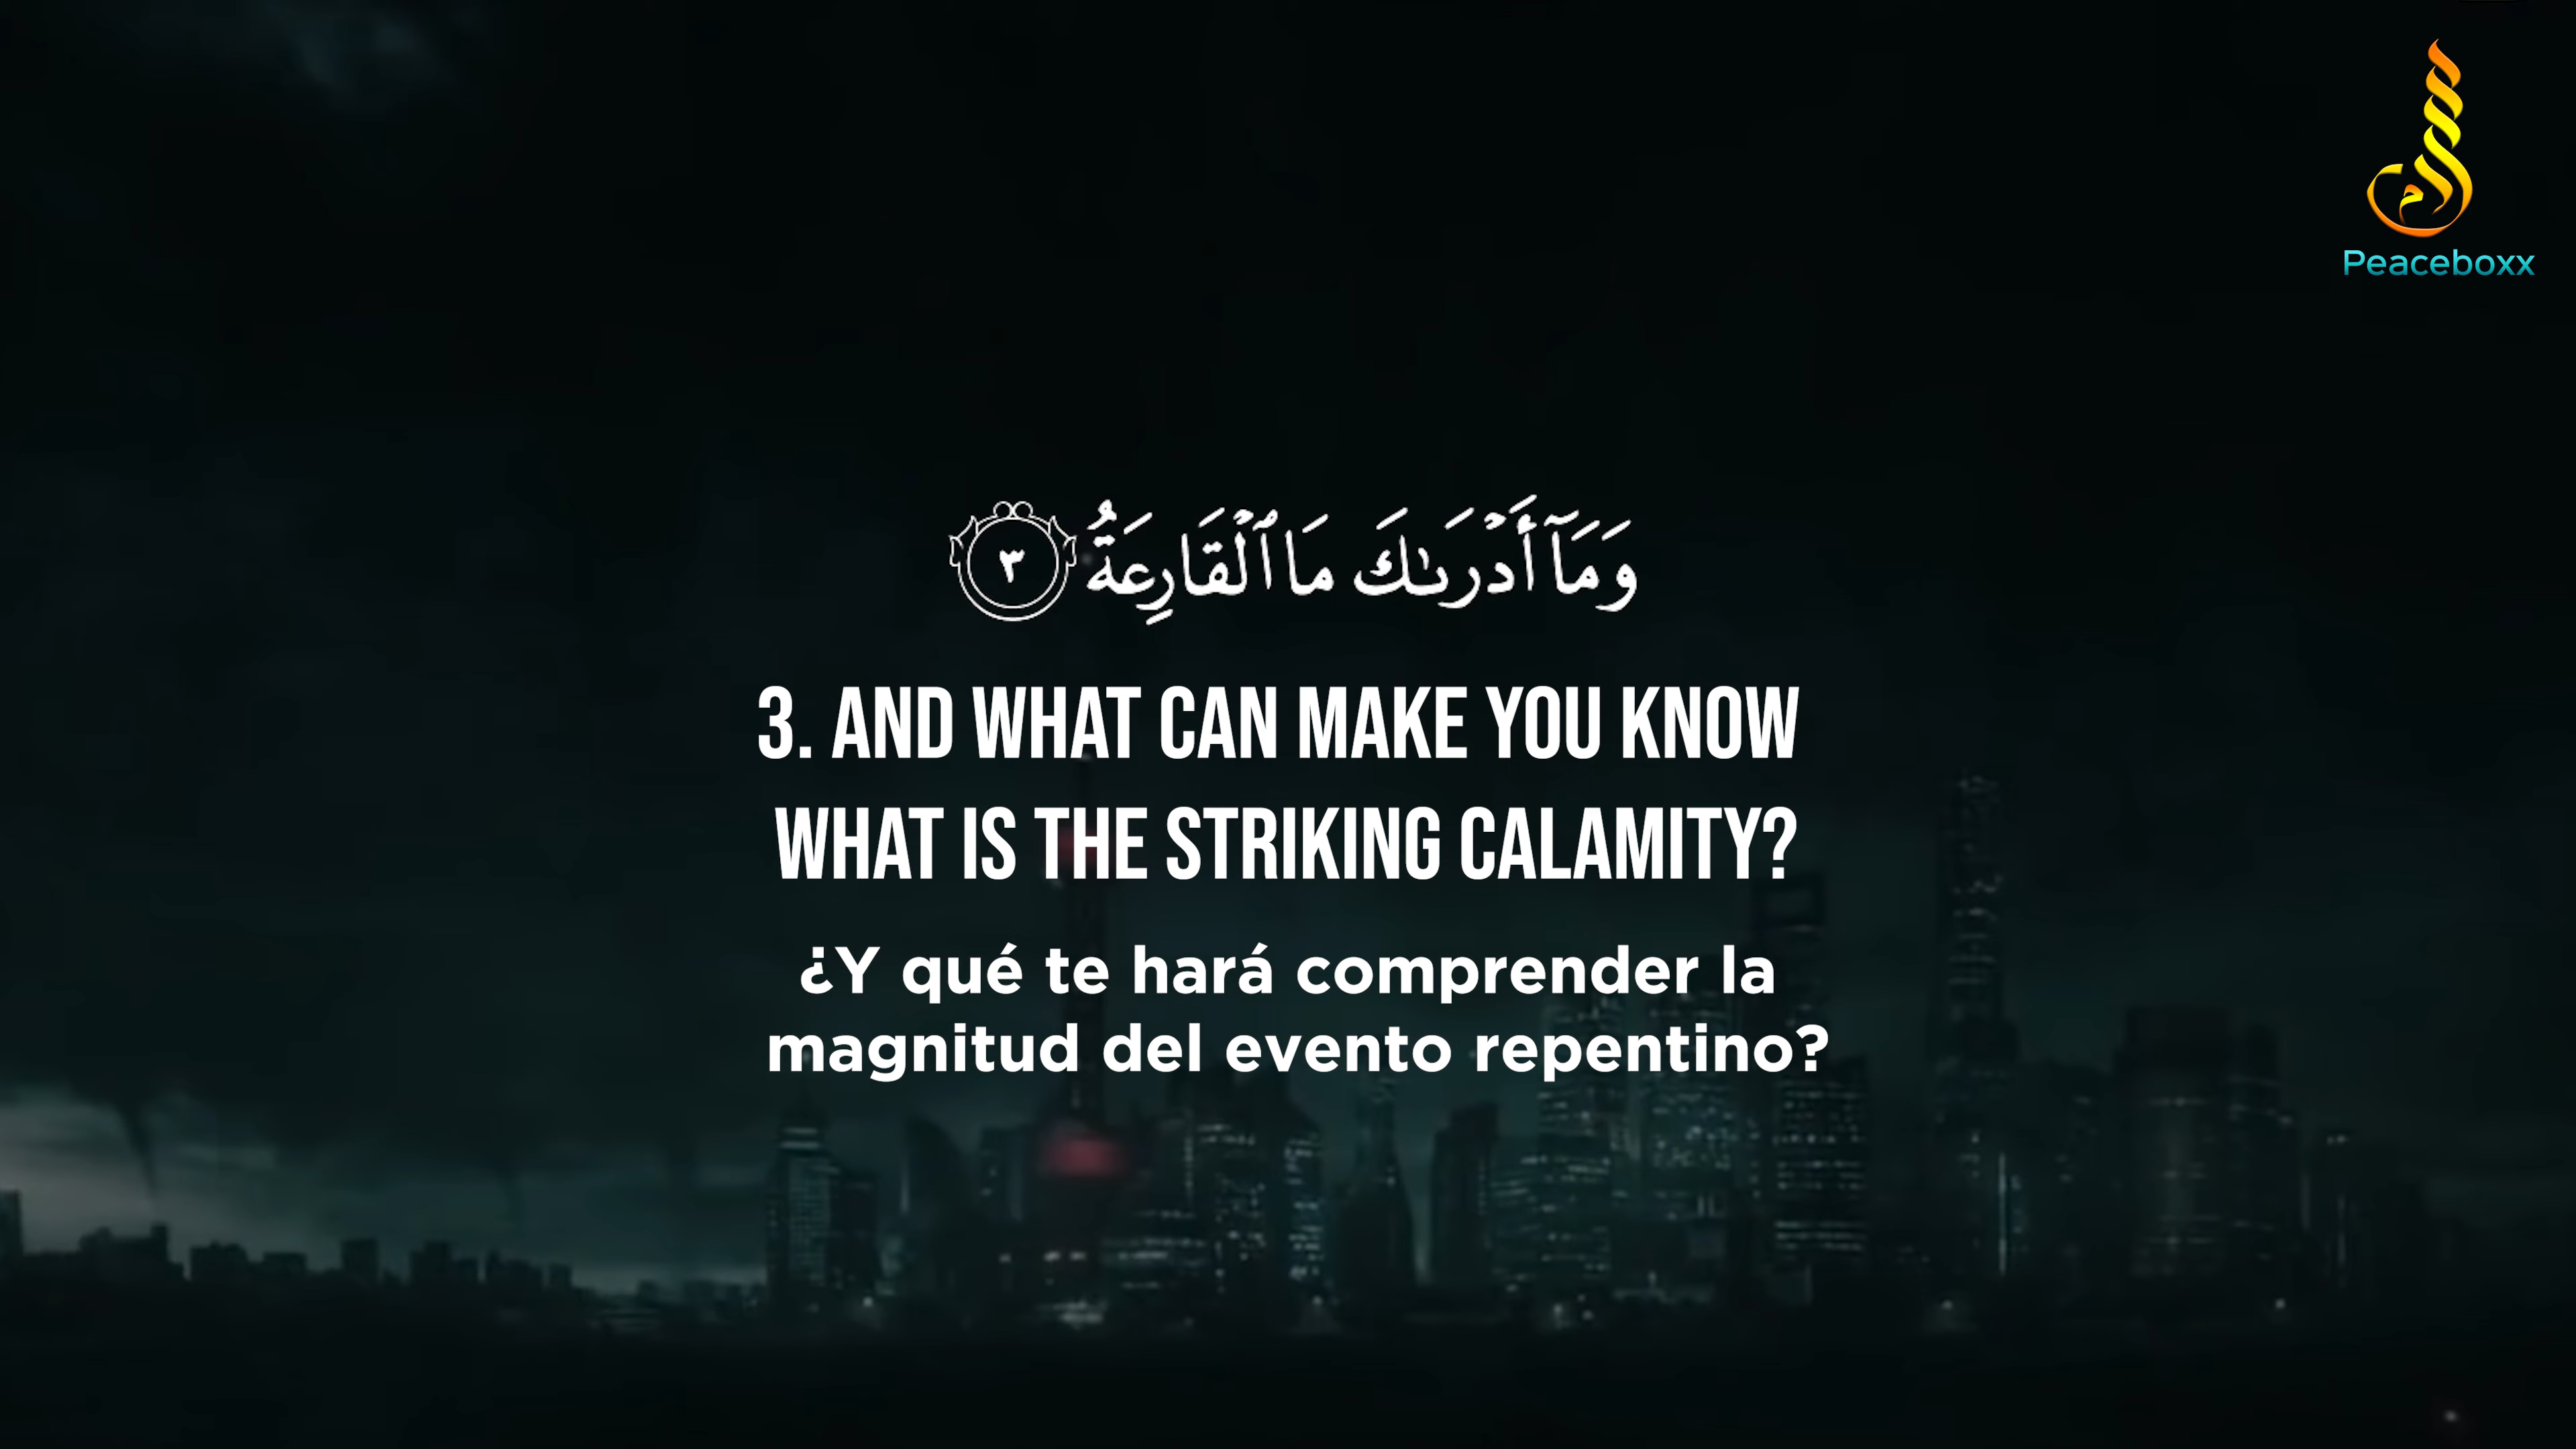 Peaceboxx
وَمَآ أَدۡرَىٰكَ مَا ٱلۡقَارِعَةُ ٣
3. AND WHAT CAN MAKE YOU KNOW
WHAT IS THE STRIKING CALAMITY?
¿Y qué te hará comprender la
magnitud del evento repentino?